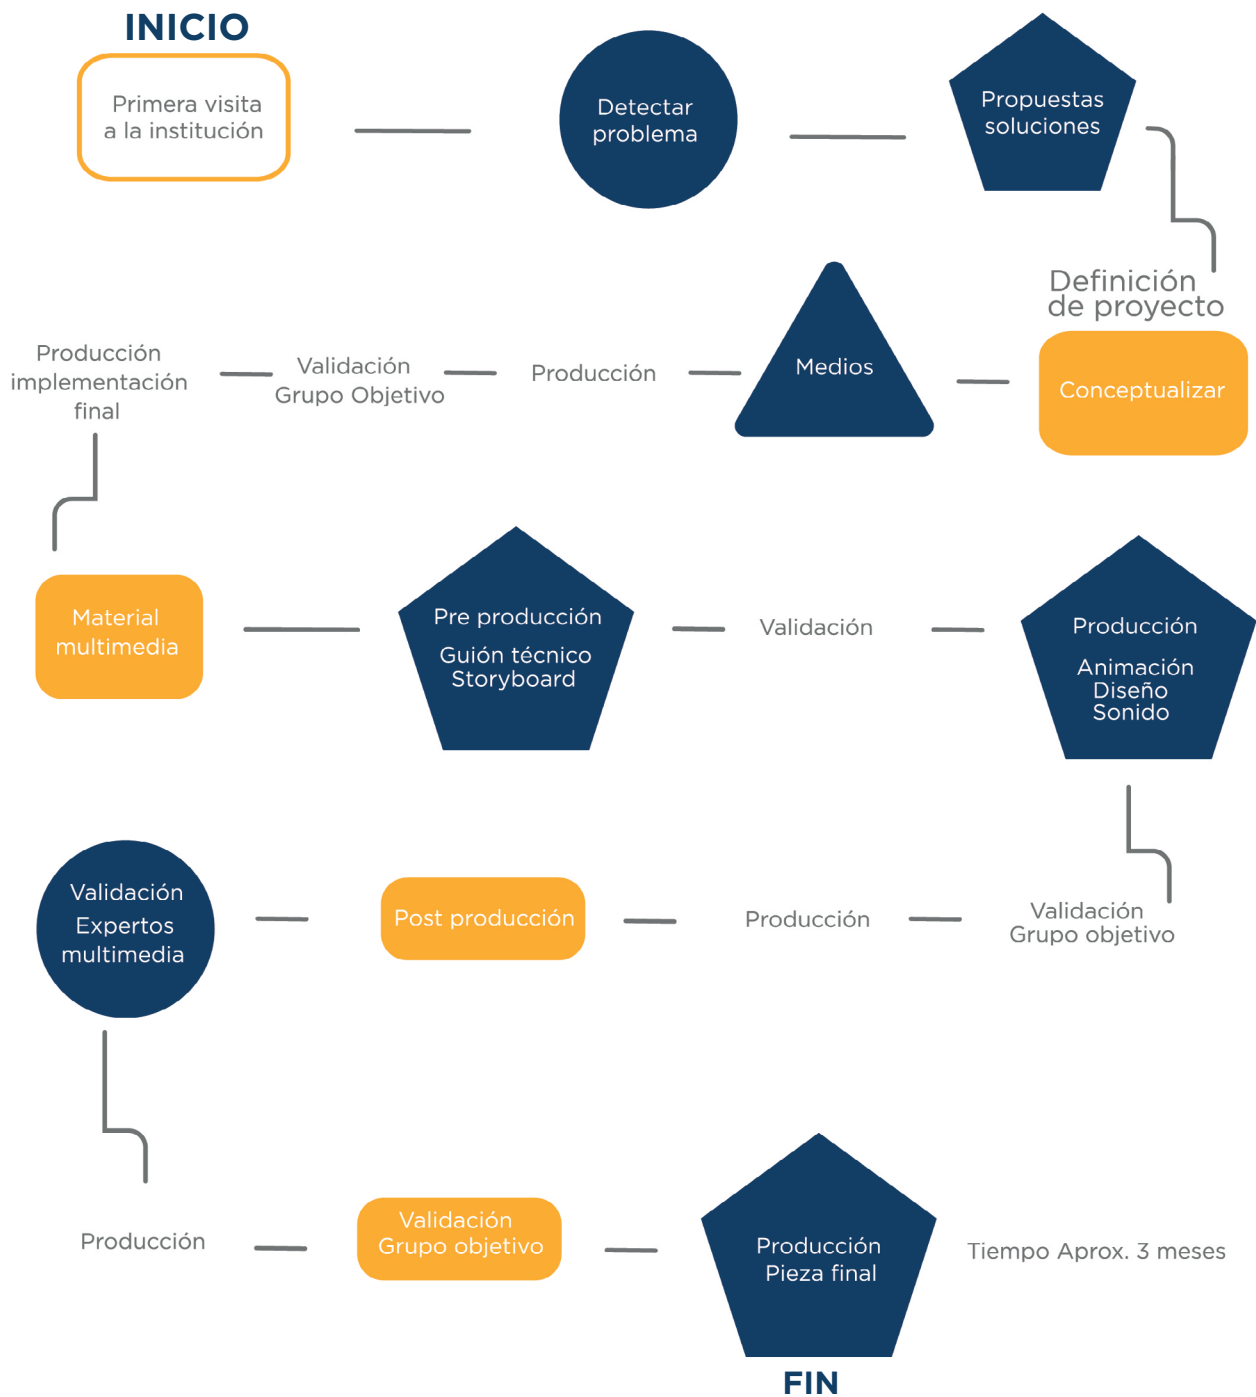 INICIO
Primera visita
a la institución
Detectar
problema
Propuestas
soluciones
Definición
de proyecto
Conceptualizar
Medios
Producción
Validación
Grupo Objetivo
Producción
implementación
final
Material
multimedia
Pre producción
Guión técnico
Storyboard
Validación
Producción
Animación
Diseño
Sonido
Validación
Grupo objetivo
Producción
Post producción
Validación
Expertos
multimedia
Producción
Validación
Grupo objetivo
Producción
Pieza final
Tiempo Aprox. 3 meses
FIN